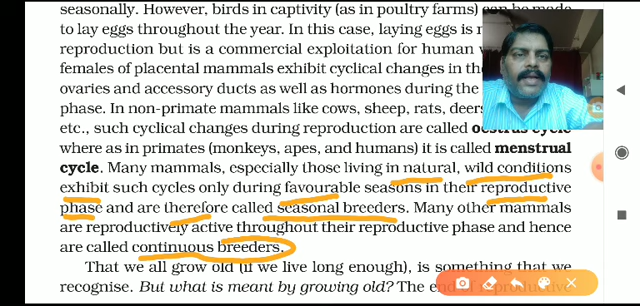 seasonally. However, birds in captivity (as in poultry farms) can be made
to lay eggs throughout the year. In this case, laying eggs is
reproduction but is a commercial exploitation for human
females of placental mammals exhibit cyclical changes in the
ovaries and accessory ducts as well as hormones during the
phase. In non-primate mammals like cows, sheep, rats, deers
etc., such cyclical changes during reproduction are called oestrus cycle
where as in primates (monkeys, apes, and humans) it is called menstrual
cycle. Many mammals, especially those living in natural, wild conditions
exhibit such cycles only during favourable seasons in their reproductive
phase and are therefore called seasonal breeders. Many other mammals
are reproductively active throughout their reproductive phase and hence
are called continuous breeders.
That we all grow old (if we live long enough), is something that we
recognise. But what is meant by growing old? The end of reproductive